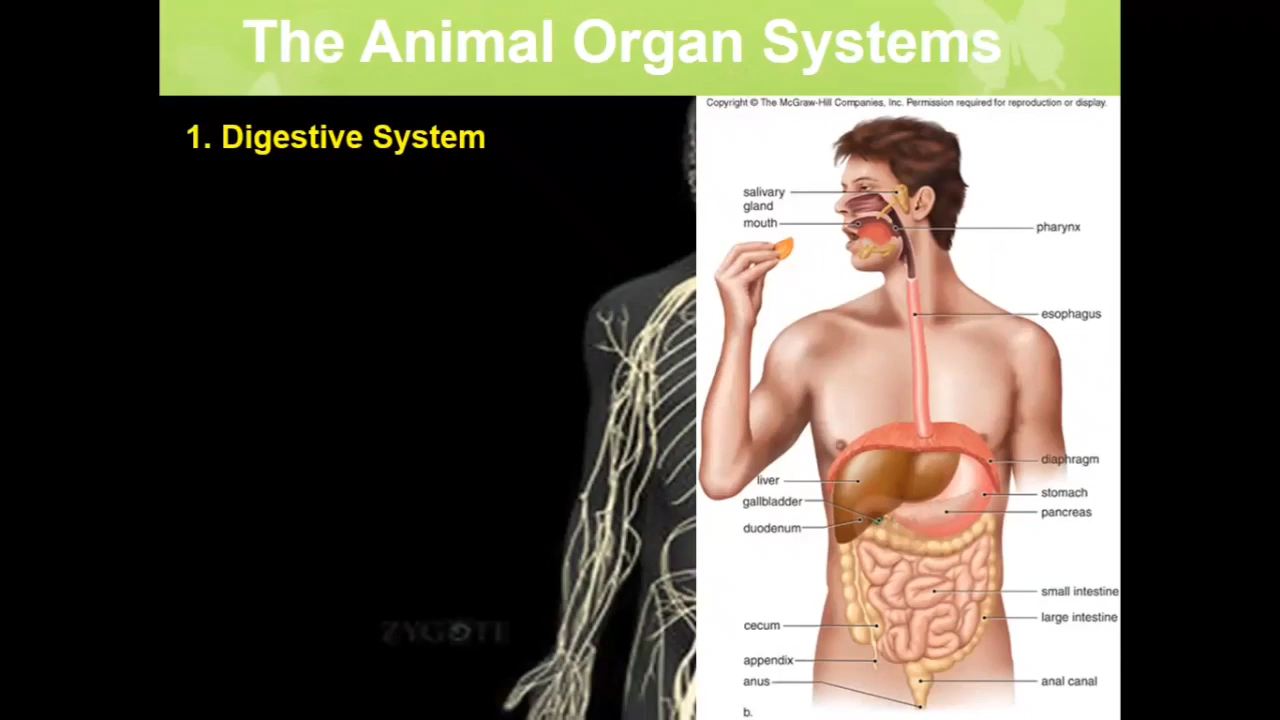 The Animal Organ Systems
1. Digestive System
Copyright © The McGraw-Hill Companies, Inc. Permission required for reproduction or display.
salivary
gland
mouth
pharynx
esophagus
diaphragm
liver
stomach
gallbladder
pancreas
duodenum
small intestine
large intestine
cecum
appendix
anus
anal canal
b.
ZYGOTE